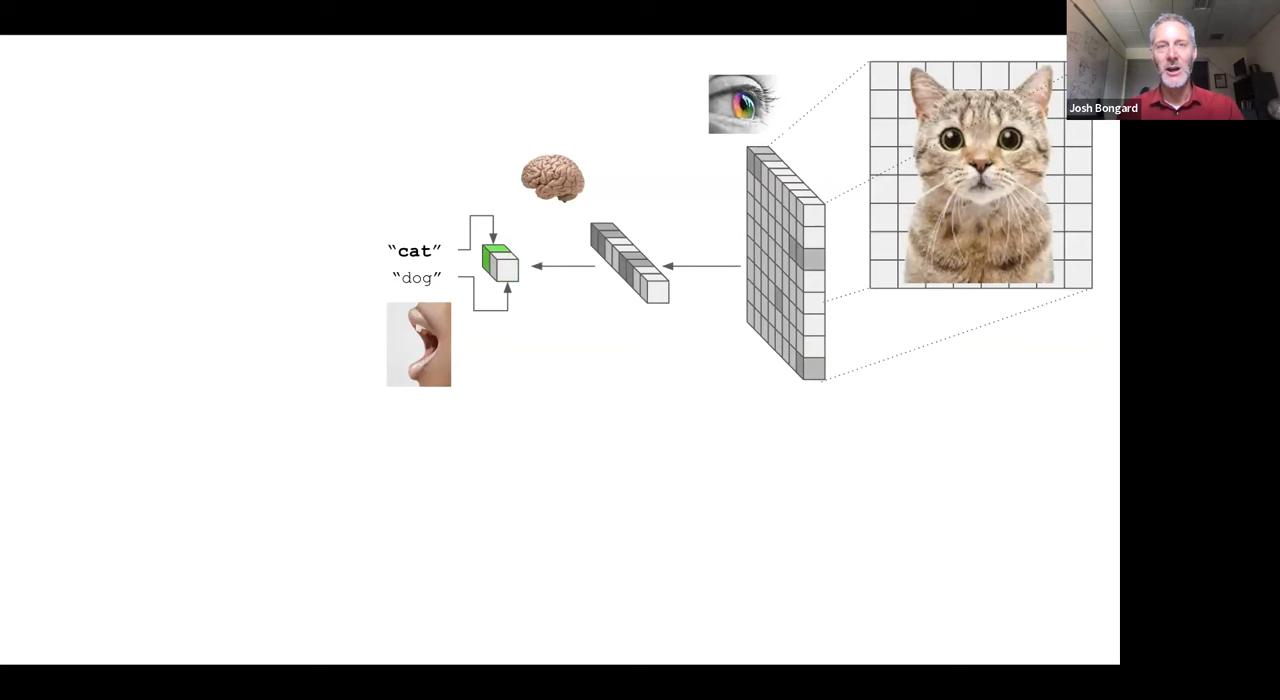 Josh Bongard
“cat”
“dog”